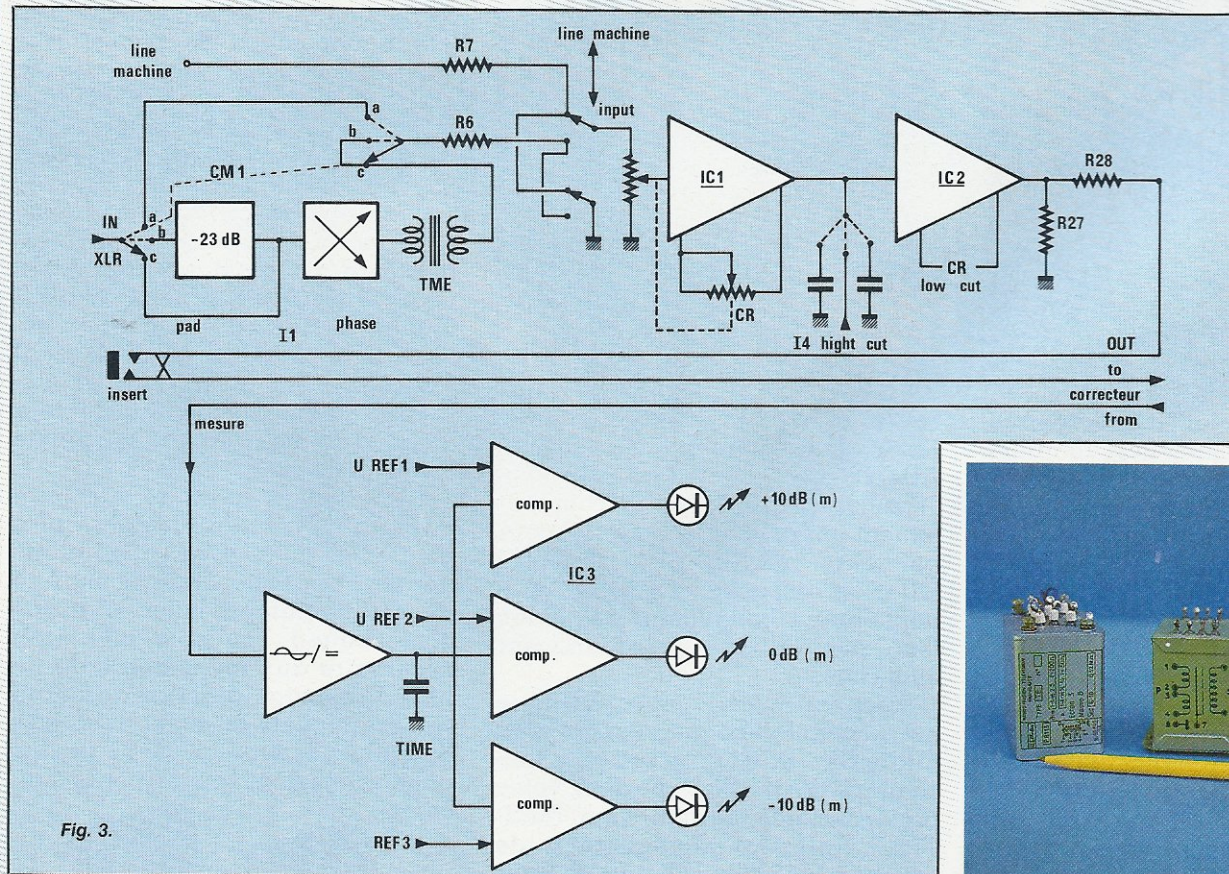 line machine
R7
line machine
input
a
b
c
R6
CM 1
IN
XLR
a
b
c
-23 dB
pad
I1
phase
TME
IC1
CR
I4 hight cut
IC2
CR
low cut
R27
R28
OUT
to
correcteur
from
insert
mesure
U REF1
comp.
+10 dB (m)
IC3
U REF 2
comp.
0 dB (m)
TIME
comp.
REF3
-10 dB (m)
Fig. 3.